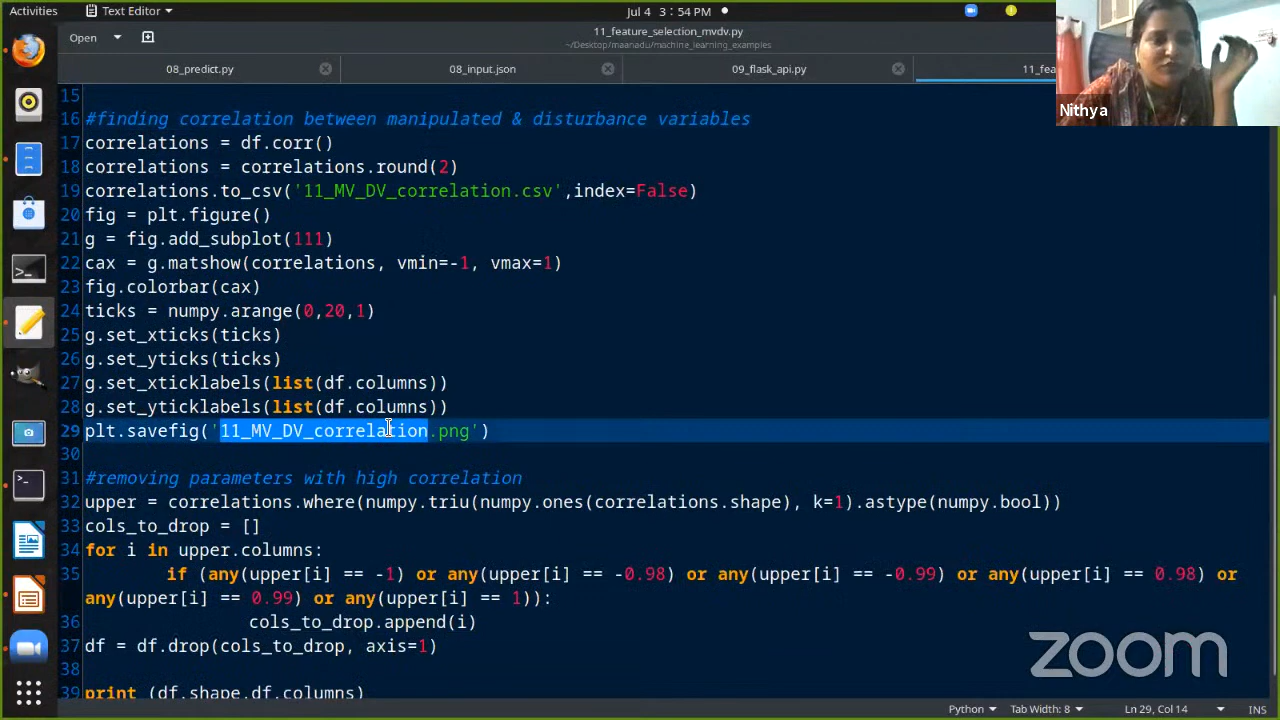 Activities
Text Editor
Jul 4 3:54 PM
Open
11_feature_selection_mvdv.py
~/Desktop/maanadu/machine_learning_examples
08_predict.py
08_input.json
09_flask_api.py
11_fea
Nithya
15
16 #finding correlation between manipulated & disturbance variables
17 correlations = df.corr()
18 correlations = correlations.round(2)
19 correlations.to_csv('11_MV_DV_correlation.csv',index=False)
20 fig = plt.figure()
21 g = fig.add_subplot(111)
22 cax = g.matshow(correlations, vmin=-1, vmax=1)
23 fig.colorbar(cax)
24 ticks = numpy.arange(0,20,1)
25 g.set_xticks(ticks)
26 g.set_yticks(ticks)
27 g.set_xticklabels(list(df.columns))
28 g.set_yticklabels(list(df.columns))
29 plt.savefig('11_MV_DV_correlation.png')
30
31 #removing parameters with high correlation
32 upper = correlations.where(numpy.triu(numpy.ones(correlations.shape), k=1).astype(numpy.bool))
33 cols_to_drop = []
34 for i in upper.columns:
35 if (any(upper[i] == -1) or any(upper[i] == -0.98) or any(upper[i] == -0.99) or any(upper[i] == 0.98) or
any(upper[i] == 0.99) or any(upper[i] == 1)):
36 cols_to_drop.append(i)
37 df = df.drop(cols_to_drop, axis=1)
38
39 print (df.shape,df.columns)
zoom
Python
Tab Width: 8
Ln 29, Col 14
INS